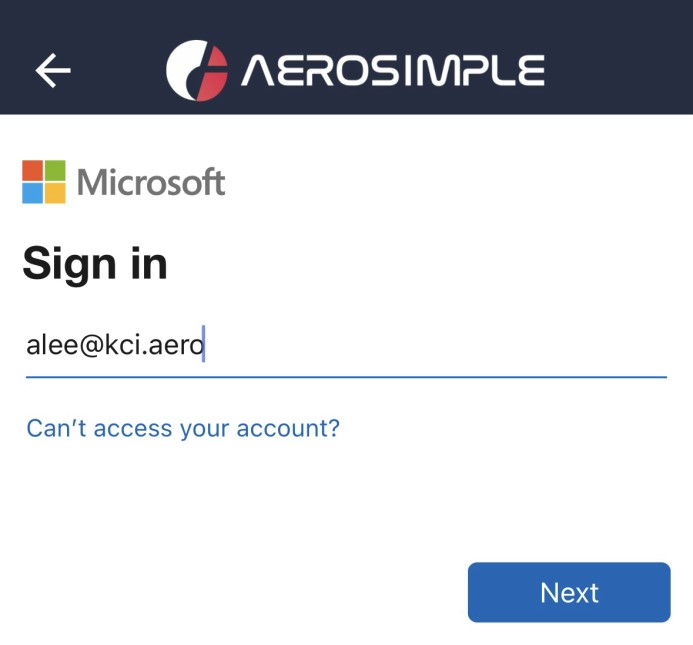 AEROSIMPLE
Microsoft
Sign in
alee@kci.aero
Can't access your account?
Next